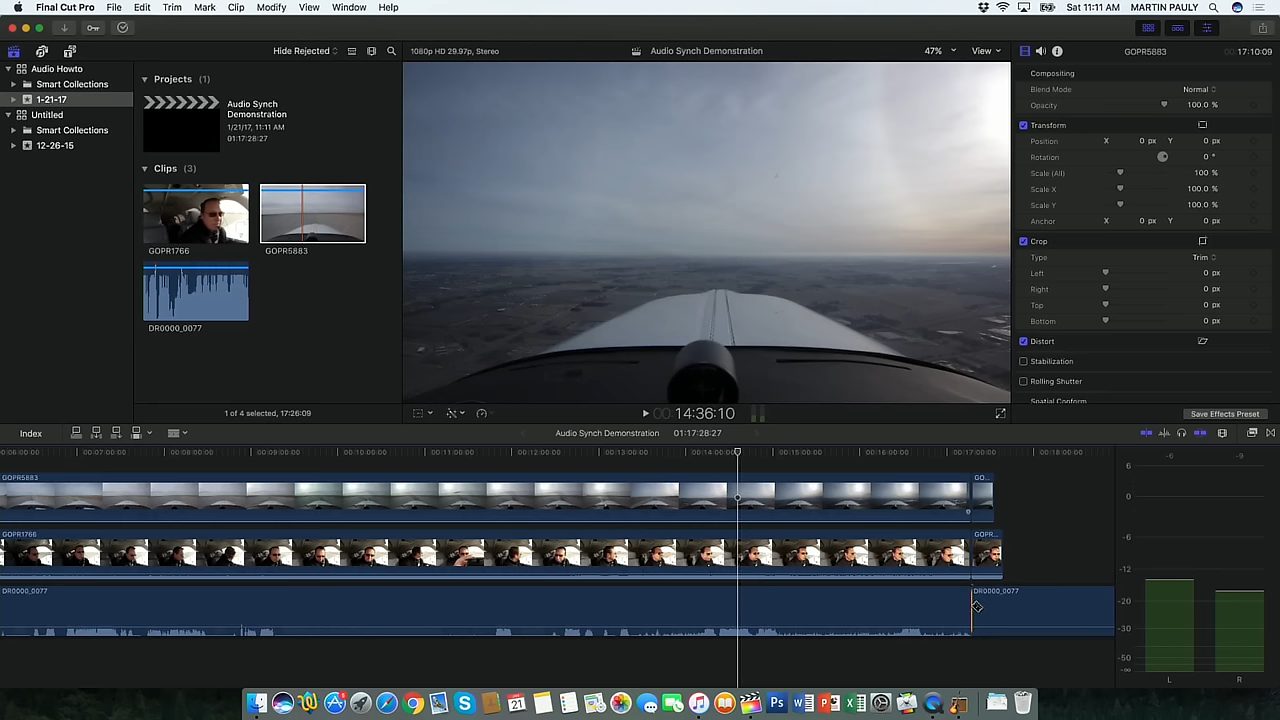 Final Cut Pro File Edit Trim Mark Clip Modify View Window Help
Sat 11:11 AM MARTIN PAULY
Hide Rejected
1080p HD 29.97p, Stereo
Audio Synch Demonstration
47%
View
GOPR5883
17:10:09
Audio Howto
Smart Collections
1-21-17
Untitled
Smart Collections
12-26-15
Projects (1)
Audio Synch
Demonstration
1/21/17, 11:11 AM
01:17:28:27
Clips (3)
GOPR1766
GOPR5883
DR0000_0077
1 of 4 selected, 17:26:09
00:14:36:10
Compositing
Blend Mode Normal
Opacity 100.0 %
Transform
Position X 0 px Y 0 px
Rotation 0 °
Scale (All) 100 %
Scale X 100.0 %
Scale Y 100.0 %
Anchor X 0 px Y 0 px
Crop
Type Trim
Left 0 px
Right 0 px
Top 0 px
Bottom 0 px
Distort
Stabilization
Rolling Shutter
Spatial Conform
Save Effects Preset
Index
Audio Synch Demonstration 01:17:28:27
0:06:00:00 00:07:00:00 00:08:00:00 00:09:00:00 00:10:00:00 00:11:00:00 00:12:00:00 00:13:00:00 00:14:00:00 00:15:00:00 00:17:00:00 00:18:00:00
GOPR5883
GO...
GOPR1766
GOPR...
DR0000_0077
DR0000_0077
-6 -9
6
0
-6
-12
-20
-30
-50
L R
21
5